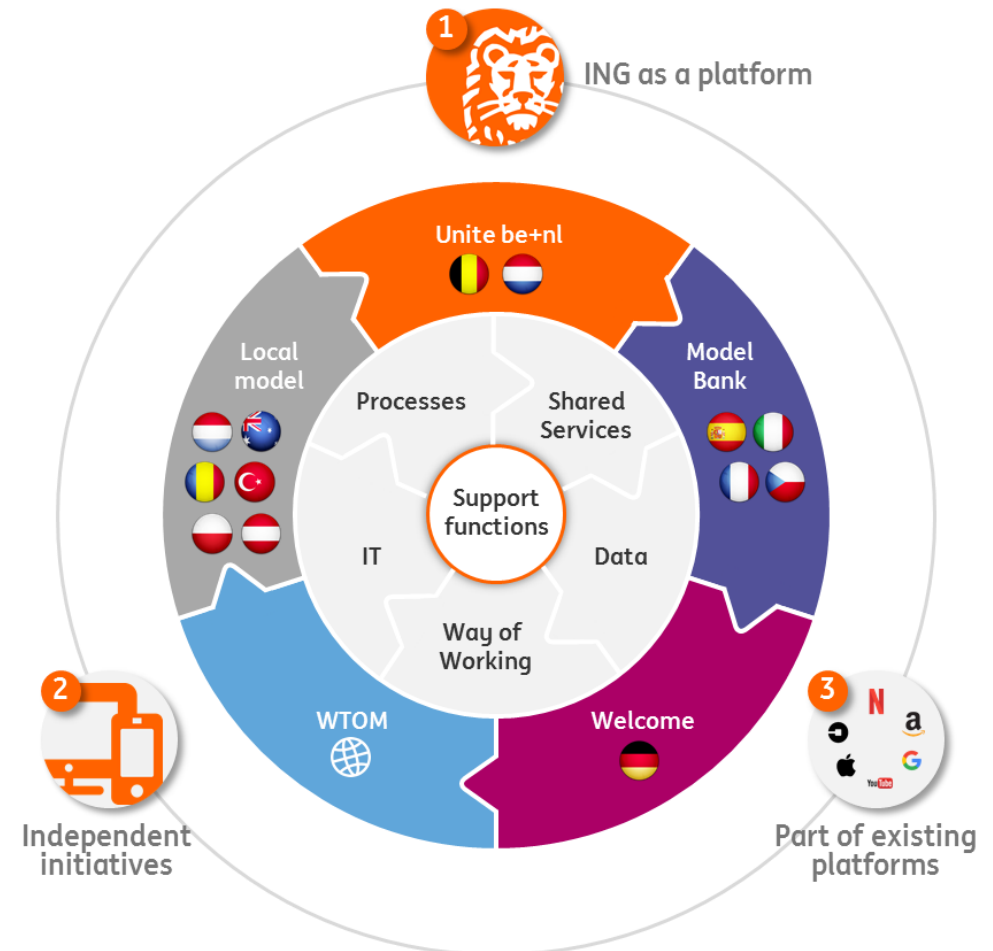 1
ING as a platform
Unite be+nl
Local
model
Model
Bank
Processes
Shared
Services
Support
functions
IT
Data
Way of
Working
WTOM
Welcome
2
Independent
initiatives
3
N
a
G
YouTube
Part of existing
platforms